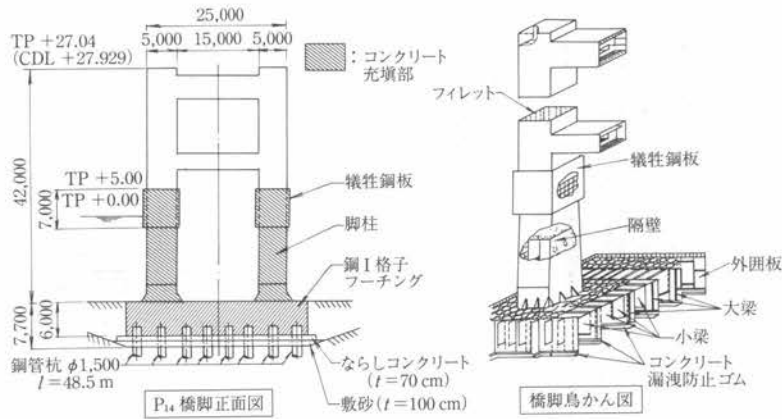 25,000
TP +27.04
(CDL +27.929)
5,000
15,000
5,000
:コンクリート
充塡部
42,000
TP +5.00
TP +0.00
7,000
犠牲鋼板
脚柱
鋼I格子
フーチング
7,700
6,000
鋼管杭 φ1,500
l=48.5 m
ならしコンクリート
(t=70 cm)
敷砂(t=100 cm)
P₁₄ 橋脚正面図
フィレット
犠牲鋼板
隔壁
外囲板
大梁
小梁
コンクリート
漏洩防止ゴム
橋脚鳥かん図